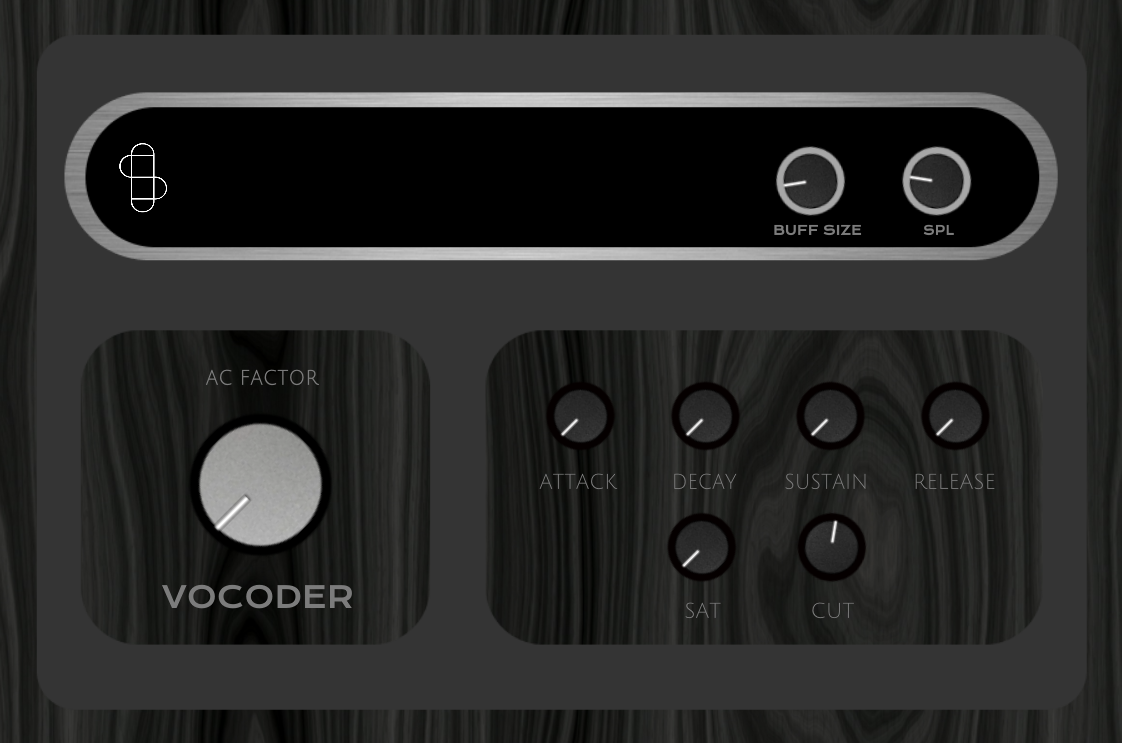 BUFF SIZE
SPL
AC FACTOR
VOCODER
ATTACK
DECAY
SUSTAIN
RELEASE
SAT
CUT